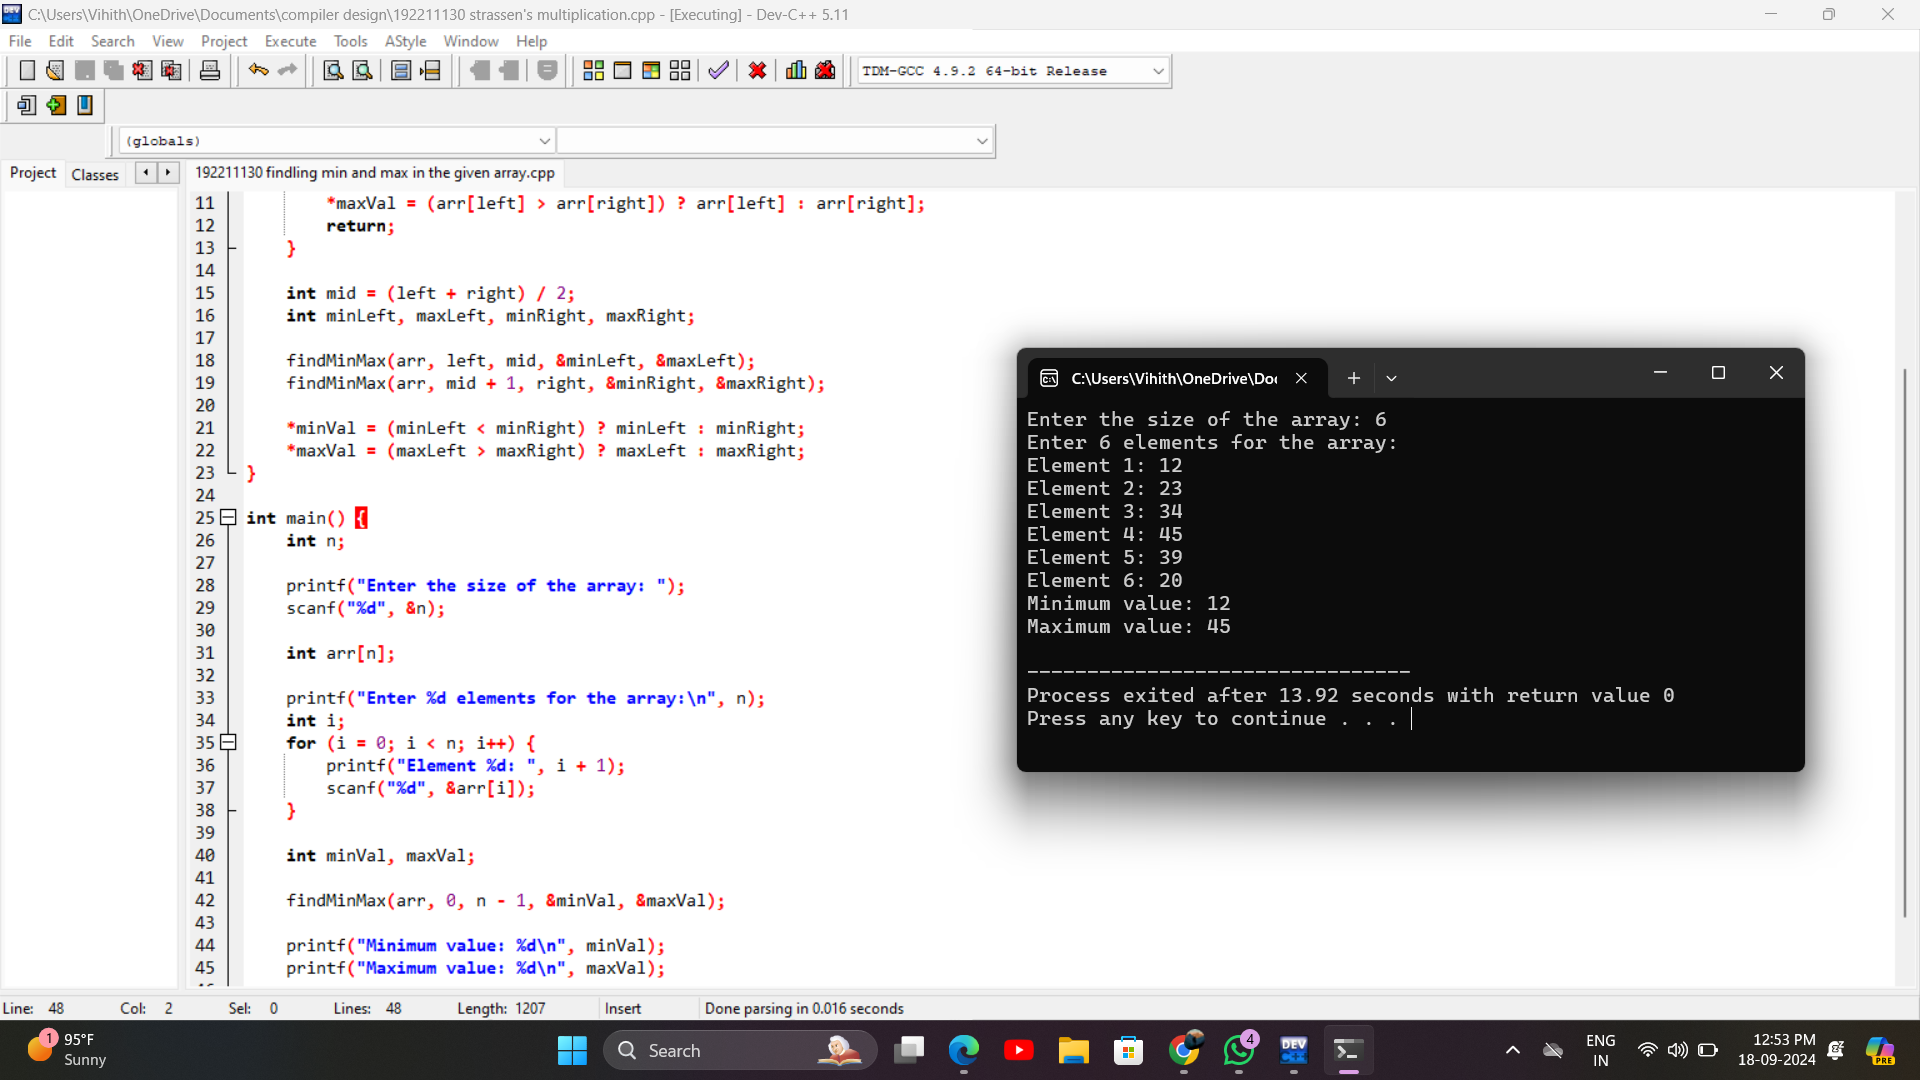 C:\Users\Vihith\OneDrive\Documents\compiler design\192211130 strassen's multiplication.cpp - [Executing] - Dev-C++ 5.11
File Edit Search View Project Execute Tools AStyle Window Help
TDM-GCC 4.9.2 64-bit Release
(globals)
Project Classes
192211130 findling min and max in the given array.cpp
11 *maxVal = (arr[left] > arr[right]) ? arr[left] : arr[right];
12 return;
13 }
14
15 int mid = (left + right) / 2;
16 int minLeft, maxLeft, minRight, maxRight;
17
18 findMinMax(arr, left, mid, &minLeft, &maxLeft);
19 findMinMax(arr, mid + 1, right, &minRight, &maxRight);
20
21 *minVal = (minLeft < minRight) ? minLeft : minRight;
22 *maxVal = (maxLeft > maxRight) ? maxLeft : maxRight;
23 }
24
25 int main() {
26 int n;
27
28 printf("Enter the size of the array: ");
29 scanf("%d", &n);
30
31 int arr[n];
32
33 printf("Enter %d elements for the array:\n", n);
34 int i;
35 for (i = 0; i < n; i++) {
36 printf("Element %d: ", i + 1);
37 scanf("%d", &arr[i]);
38 }
39
40 int minVal, maxVal;
41
42 findMinMax(arr, 0, n - 1, &minVal, &maxVal);
43
44 printf("Minimum value: %d\n", minVal);
45 printf("Maximum value: %d\n", maxVal);
C:\Users\Vihith\OneDrive\Do
Enter the size of the array: 6
Enter 6 elements for the array:
Element 1: 12
Element 2: 23
Element 3: 34
Element 4: 45
Element 5: 39
Element 6: 20
Minimum value: 12
Maximum value: 45
--------------------------------
Process exited after 13.92 seconds with return value 0
Press any key to continue . . .
Line: 48 Col: 2 Sel: 0 Lines: 48 Length: 1207 Insert Done parsing in 0.016 seconds
1
95°F
Sunny
Search
4
DEV
C++
ENG
IN
12:53 PM
18-09-2024
PRE